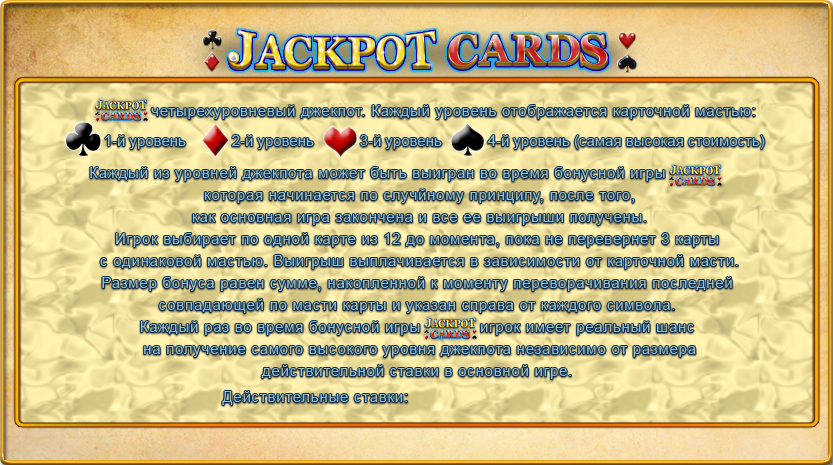 JACKPOT CARDS
JACKPOT CARDS четырехуровневый джекпот. Каждый уровень отображается карточной мастью:
1-й уровень 2-й уровень 3-й уровень 4-й уровень (самая высокая стоимость)
Каждый из уровней джекпота может быть выигран во время бонусной игры JACKPOT CARDS
которая начинается по случйному принципу, после того,
как основная игра закончена и все ее выигрыши получены.
Игрок выбирает по одной карте из 12 до момента, пока не перевернет 3 карты
с одинаковой мастью. Выигрыш выплачивается в зависимости от карточной масти.
Размер бонуса равен сумме, накопленной к моменту переворачивания последней
совпадающей по масти карты и указан справа от каждого символа.
Каждый раз во время бонусной игры JACKPOT CARDS игрок имеет реальный шанс
на получение самого высокого уровня джекпота независимо от размера
действительной ставки в основной игре.
Действительные ставки: